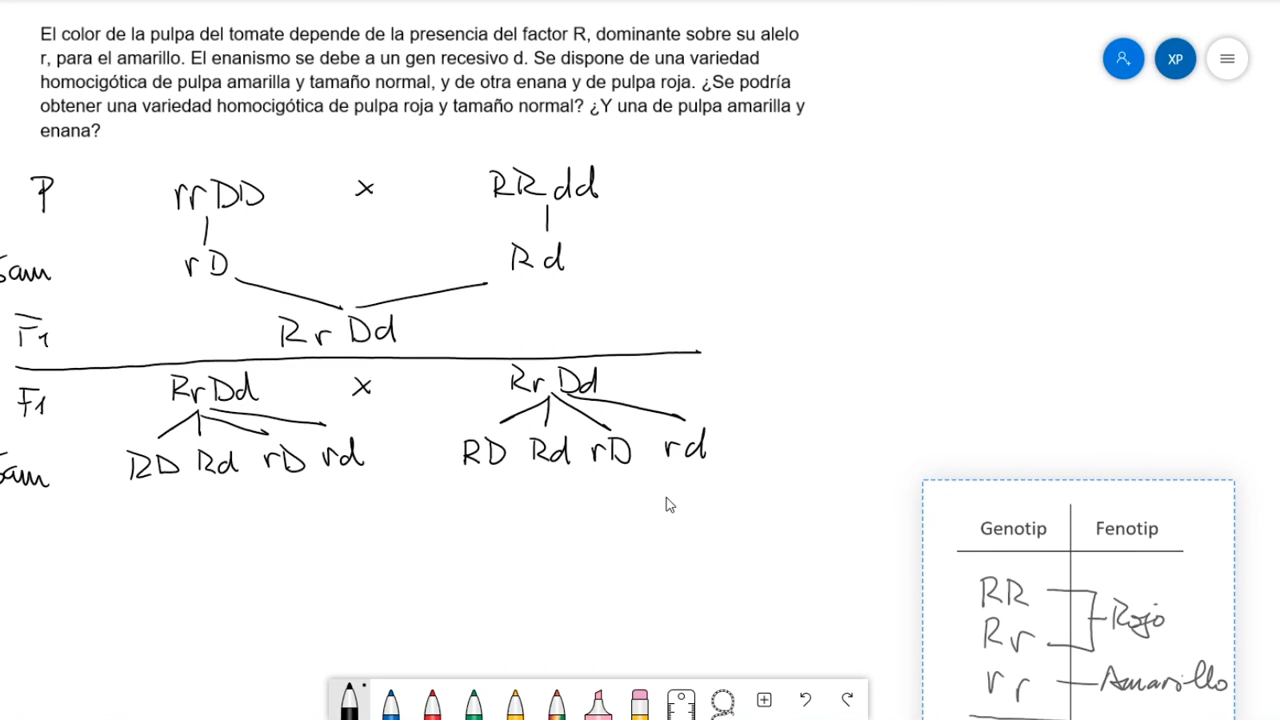 El color de la pulpa del tomate depende de la presencia del factor R, dominante sobre su alelo
r, para el amarillo. El enanismo se debe a un gen recesivo d. Se dispone de una variedad
homocigótica de pulpa amarilla y tamaño normal, y de otra enana y de pulpa roja. ¿Se podría
obtener una variedad homocigótica de pulpa roja y tamaño normal? ¿Y una de pulpa amarilla y
enana?
XP
P rrDD x RRdd
Gam rD Rd
F1 RrDd
F1 RrDd x RrDd
Gam RD Rd rD rd RD Rd rD rd
Genotip Fenotip
RR
Rr Rojo
rr Amarillo